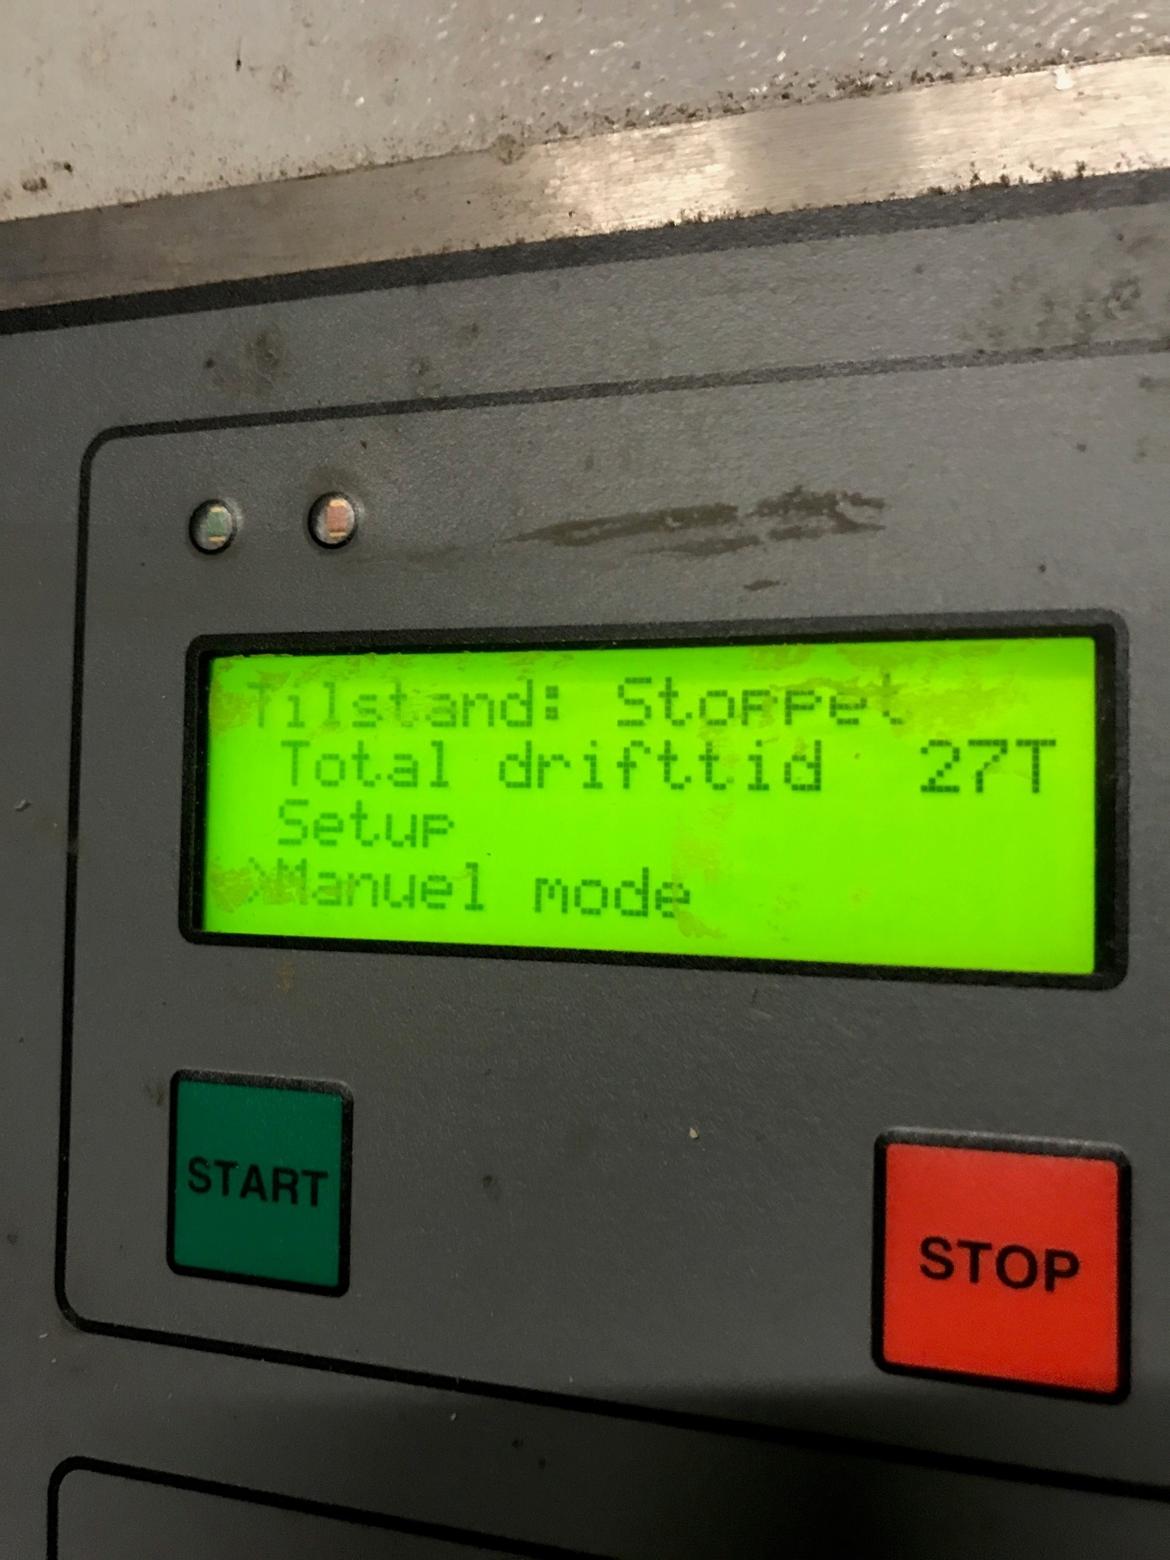 Tilstand: Stoppet
Total drifttid 27T
Setup
>Manuel mode
START
STOP